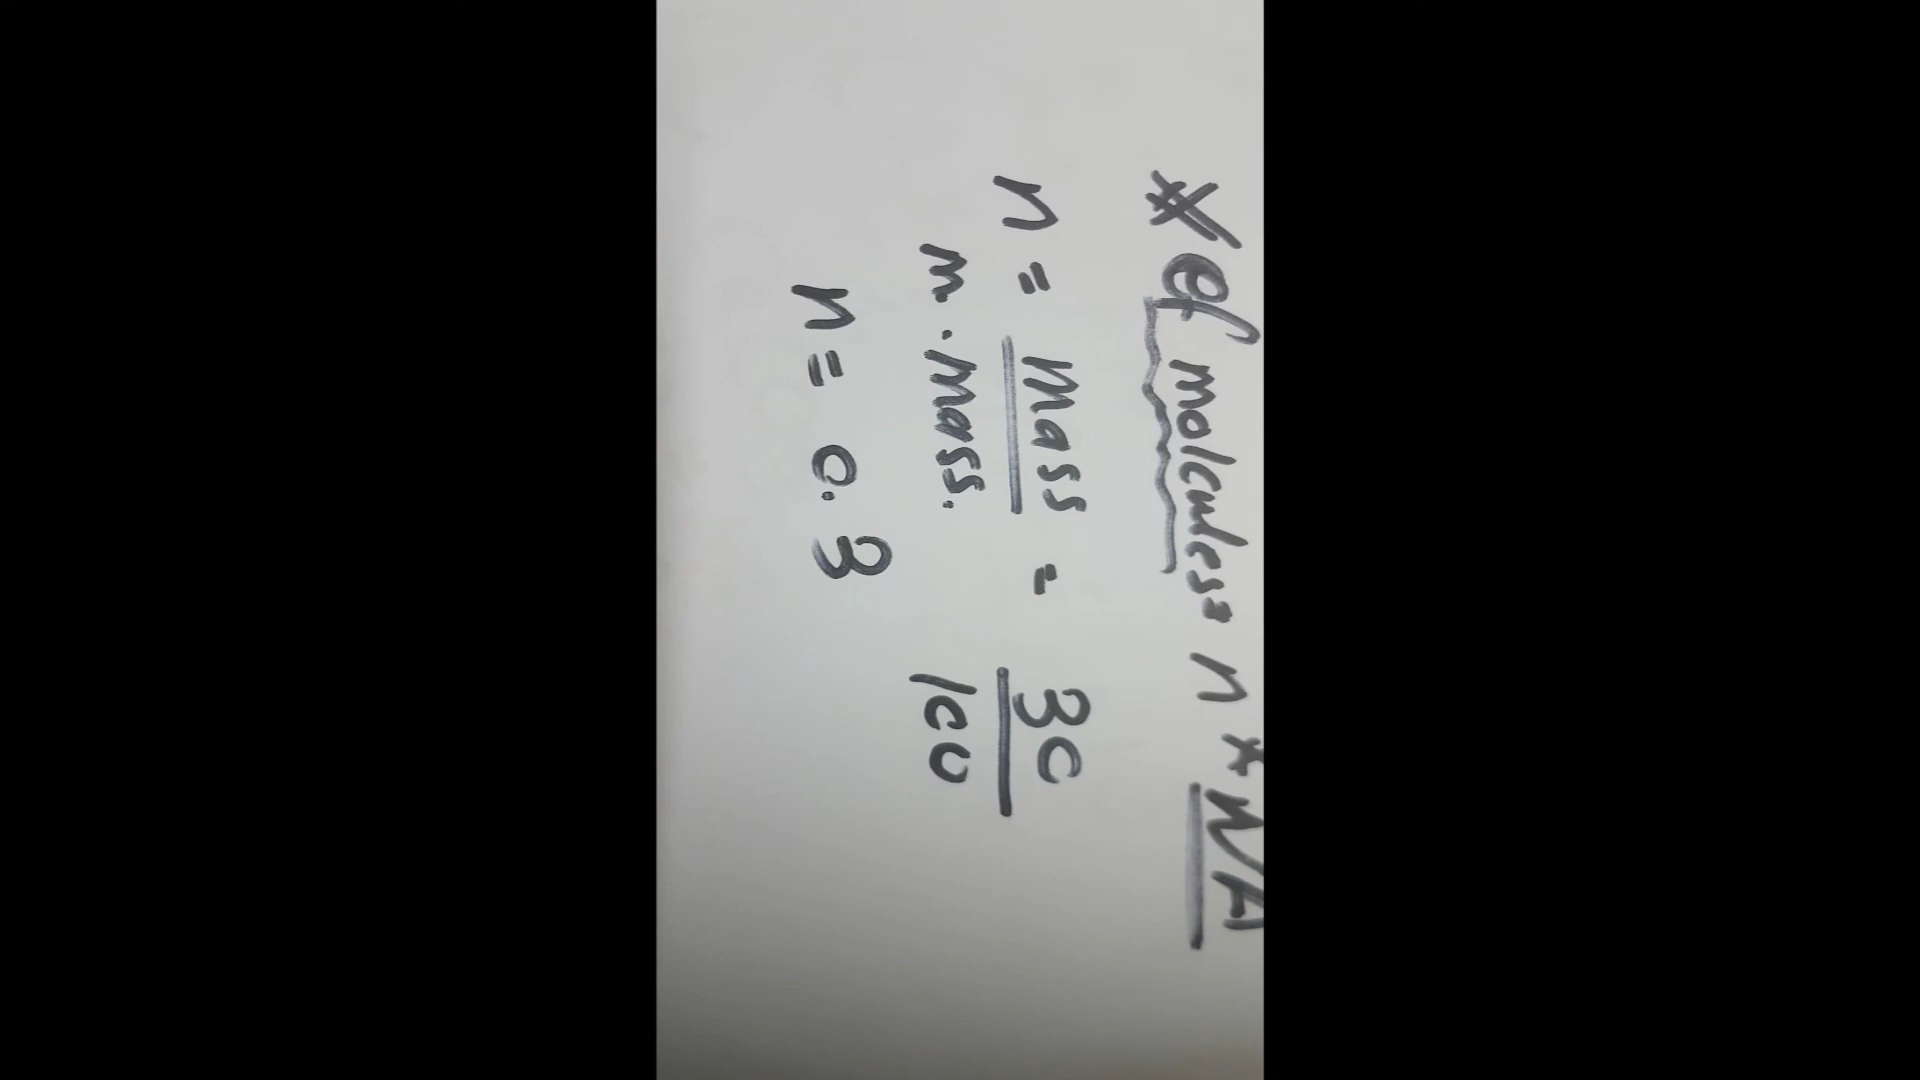 # of molcules = n * NA
n = mass / m. mass. = 30 / 100
n = 0.3